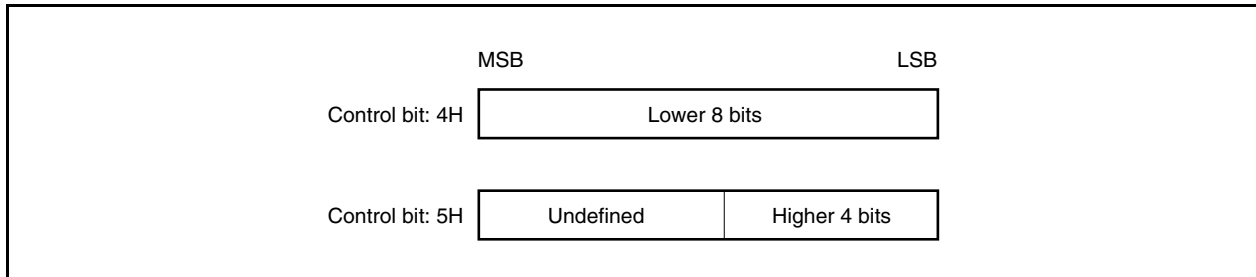 MSB LSB
Control bit: 4H Lower 8 bits
Control bit: 5H Undefined Higher 4 bits